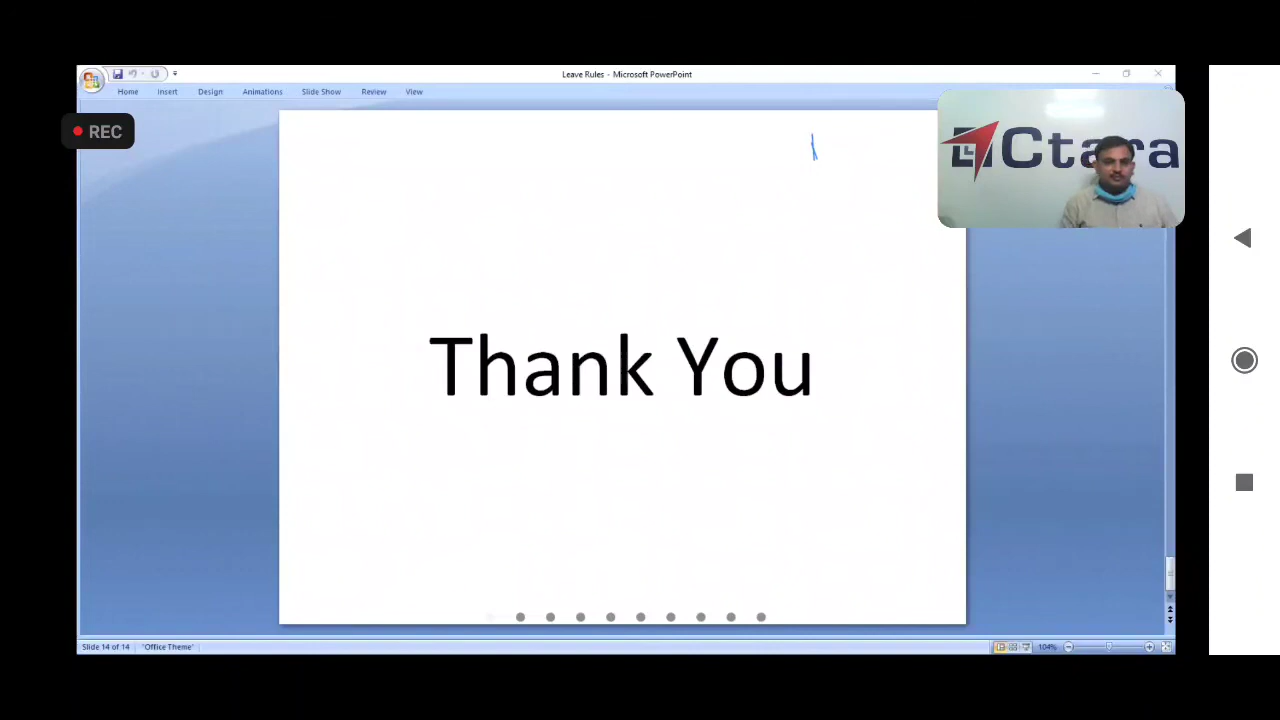 Leave Rules - Microsoft PowerPoint
Home Insert Design Animations Slide Show Review View
REC
Ctara
Thank You
Slide 14 of 14 'Office Theme' 104%